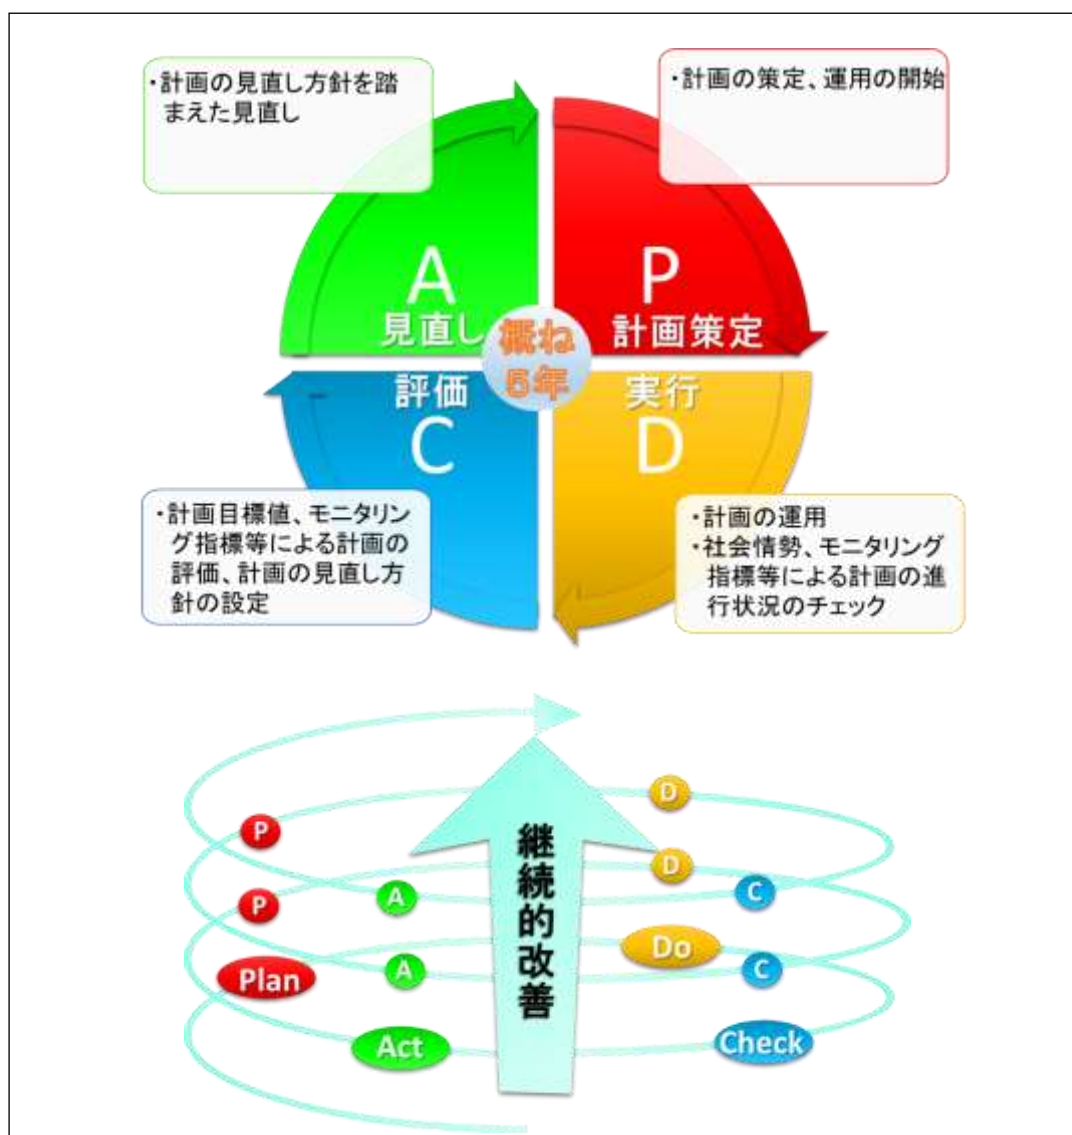 ・計画の見直し方針を踏
まえた見直し
・計画の策定、運用の開始
A
見直し
P
計画策定
概ね
5年
評価
C
実行
D
・計画目標値、モニタリン
グ指標等による計画の
評価、計画の見直し方
針の設定
・計画の運用
・社会情勢、モニタリング
指標等による計画の進
行状況のチェック
継続的改善
D
P
D
P
A
C
Do
Plan
A
C
Act
Check